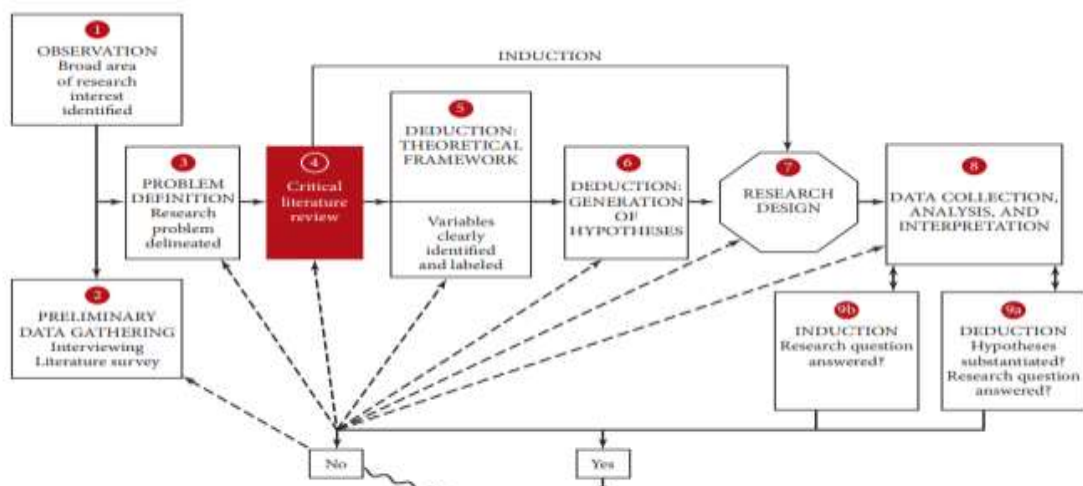 1
OBSERVATION
Broad area
of research
interest
identified
INDUCTION
3
PROBLEM
DEFINITION
Research
problem
delineated
4
Critical
literature
review
5
DEDUCTION:
THEORETICAL
FRAMEWORK
Variables
clearly
identified
and labeled
6
DEDUCTION:
GENERATION
OF
HYPOTHESES
7
RESEARCH
DESIGN
8
DATA COLLECTION,
ANALYSIS, AND
INTERPRETATION
2
PRELIMINARY
DATA GATHERING
Interviewing
Literature survey
9b
INDUCTION
Research question
answered?
9a
DEDUCTION
Hypotheses
substantiated?
Research question
answered?
No
Yes